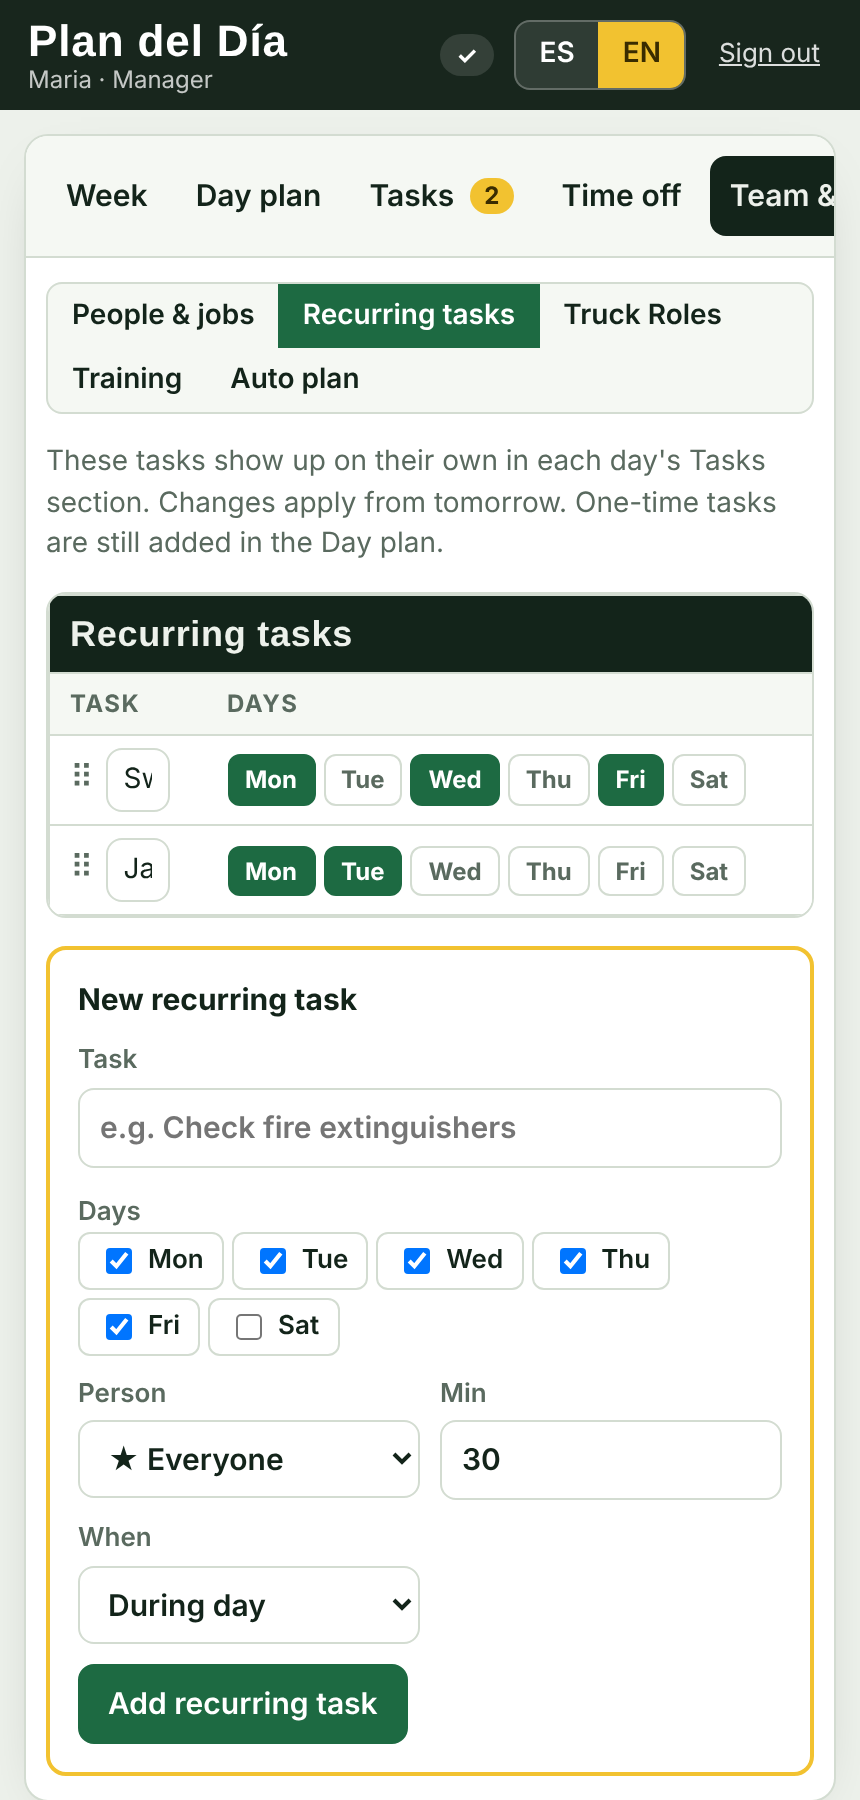 Plan del Día
Maria · Manager
✓
ES EN
Sign out
Week Day plan Tasks 2 Time off Team &
People & jobs Recurring tasks Truck Roles
Training Auto plan
These tasks show up on their own in each day's Tasks
section. Changes apply from tomorrow. One-time tasks
are still added in the Day plan.
Recurring tasks
TASK DAYS
Sw Mon Tue Wed Thu Fri Sat
Ja Mon Tue Wed Thu Fri Sat
New recurring task
Task
e.g. Check fire extinguishers
Days
Mon Tue Wed Thu
Fri Sat
Person Min
★ Everyone 30
When
During day
Add recurring task